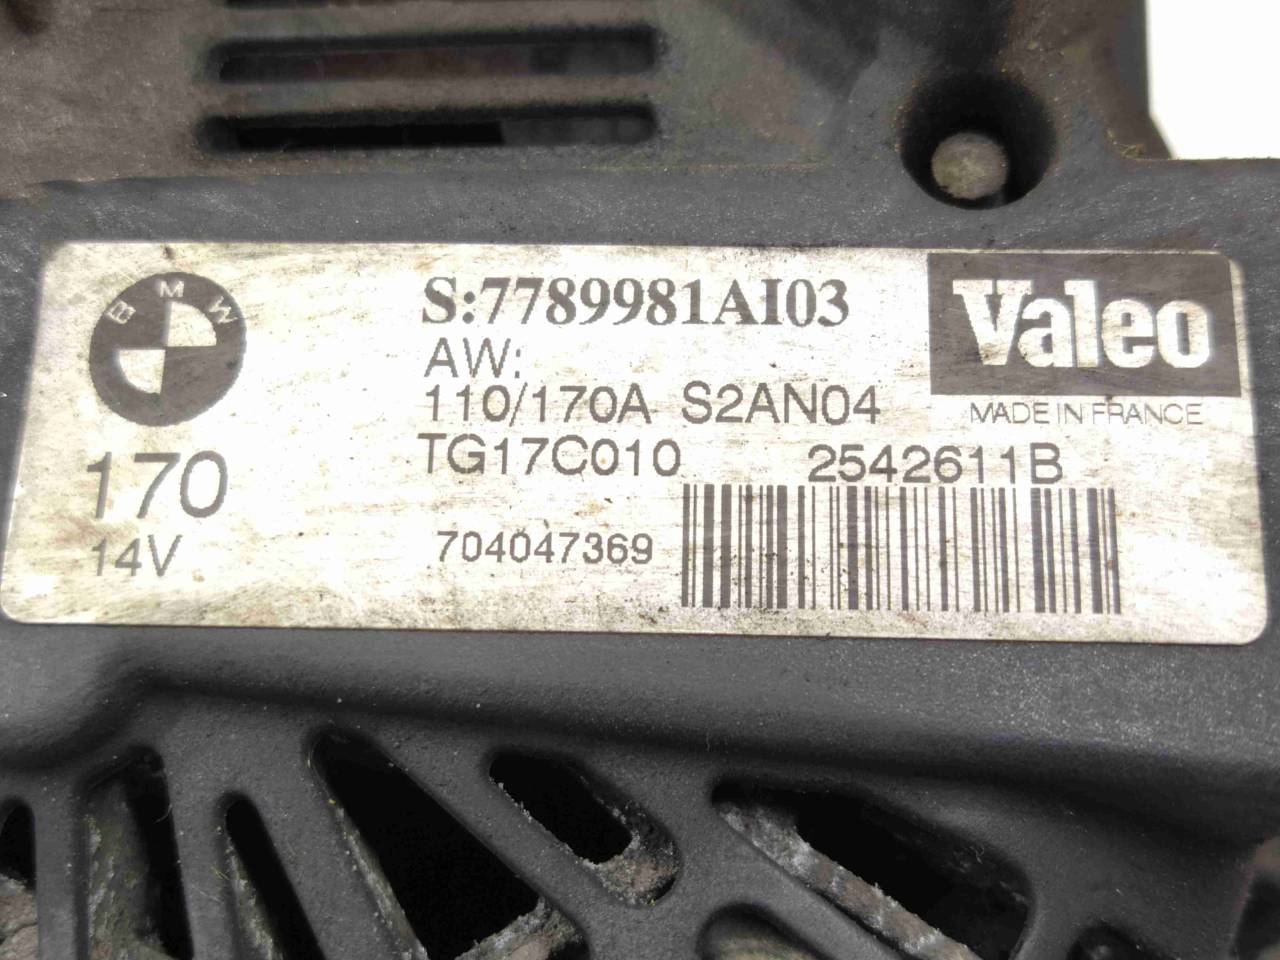 BMW
S:7789981AI03
Valeo
AW:
110/170A S2AN04
MADE IN FRANCE
170
TG17C010 2542611B
14V
704047369